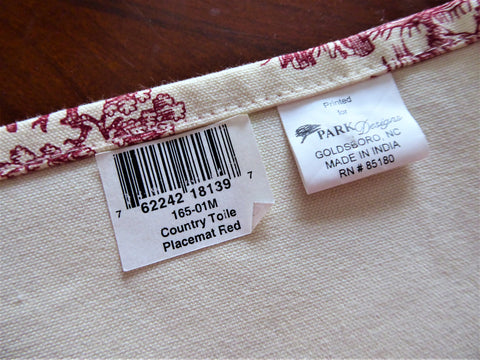 7 62242 18139 7
165-01M
Country Toile
Placemat Red
Printed
for
PARK Designs
GOLDSBORO, NC
MADE IN INDIA
RN # 85180